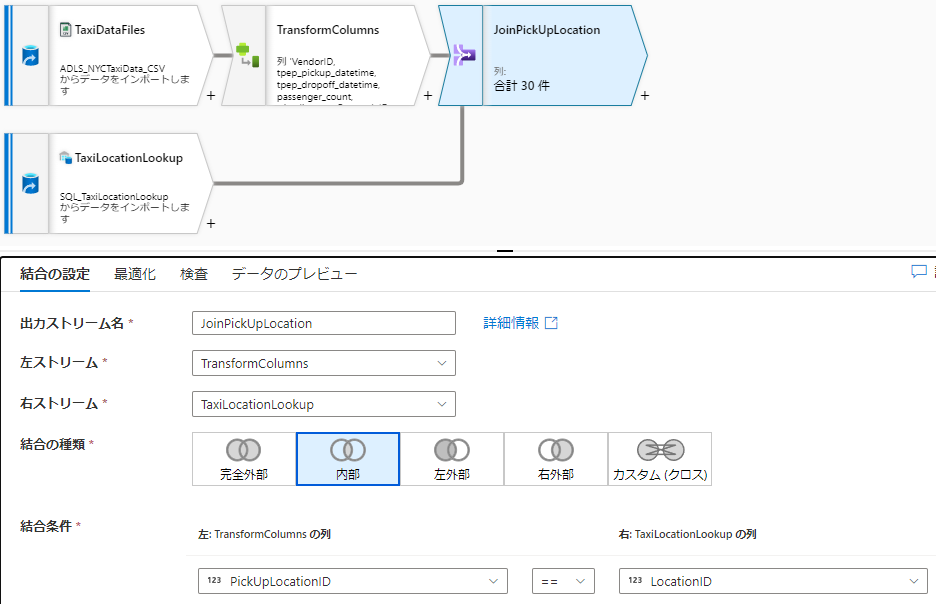 TaxiDataFiles
ADLS_NYCTaxiData_CSV
からデータをインポートしま
す
+
TransformColumns
列 'VendorID,
tpep_pickup_datetime,
tpep_dropoff_datetime,
passenger_count,
+
JoinPickUpLocation
列:
合計 30 件
+
TaxiLocationLookup
SQL_TaxiLocationLookup
からデータをインポートしま
す
+
結合の設定 最適化 検査 データのプレビュー
出力ストリーム名 * JoinPickUpLocation 詳細情報
左ストリーム * TransformColumns
右ストリーム * TaxiLocationLookup
結合の種類 *
完全外部 内部 左外部 右外部 カスタム (クロス)
結合条件 *
左: TransformColumns の列 右: TaxiLocationLookup の列
123 PickUpLocationID == 123 LocationID